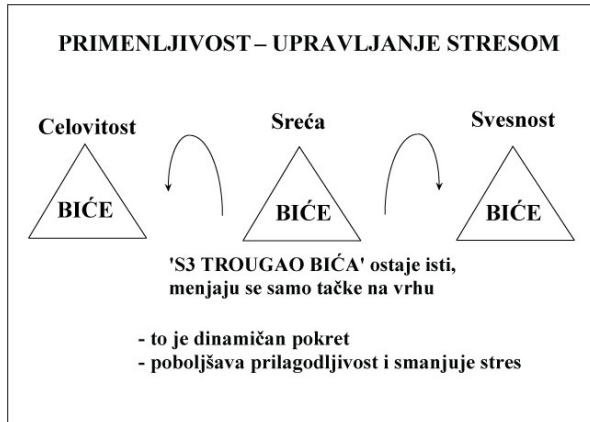 PRIMENLJIVOST – UPRAVLJANJE STRESOM
Celovitost
Sreća
Svesnost
BIĆE
BIĆE
BIĆE
'S3 TROUGAO BIĆA' ostaje isti,
menjaju se samo tačke na vrhu
- to je dinamičan pokret
- poboljšava prilagodljivost i smanjuje stres